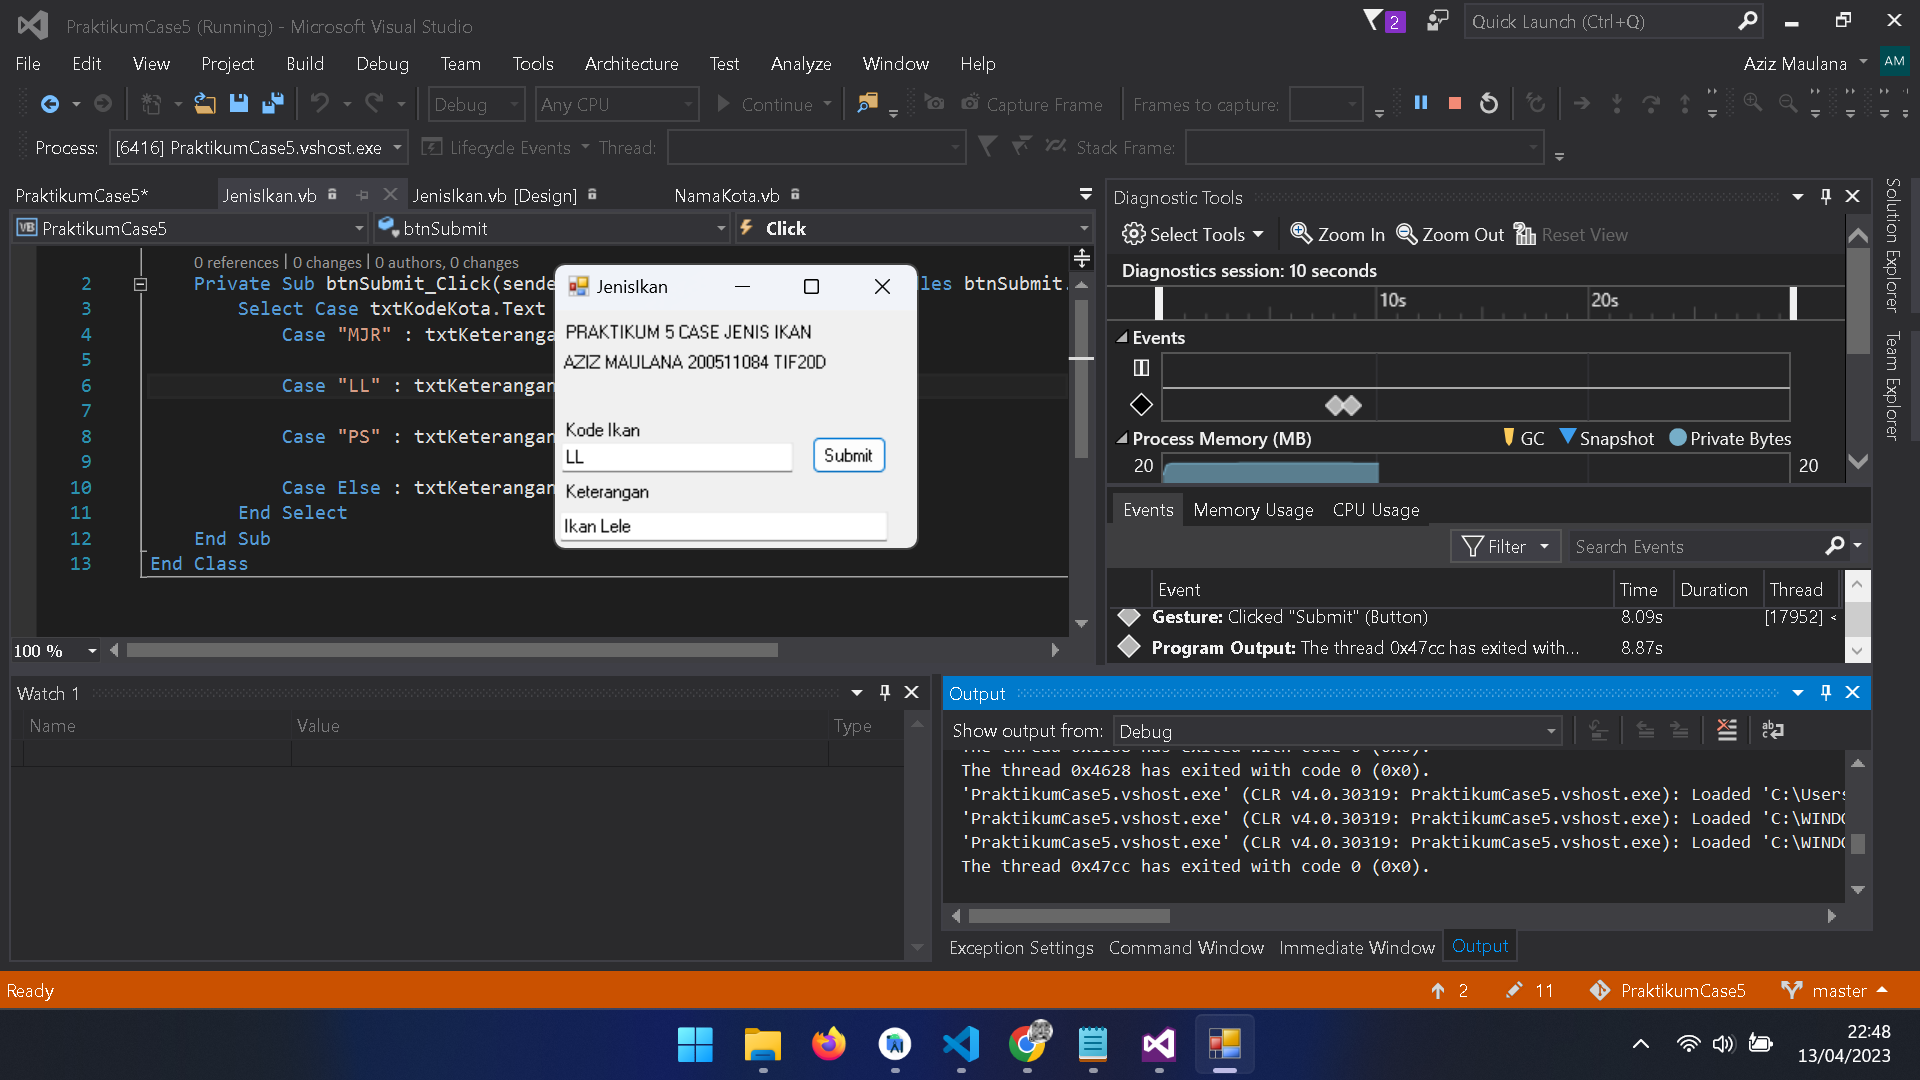 PraktikumCase5 (Running) - Microsoft Visual Studio
2
Quick Launch (Ctrl+Q)
File Edit View Project Build Debug Team Tools Architecture Test Analyze Window Help
Aziz Maulana AM
Debug Any CPU Continue Capture Frame Frames to capture:
Process: [6416] PraktikumCase5.vshost.exe Lifecycle Events Thread: Stack Frame:
PraktikumCase5* JenisIkan.vb JenisIkan.vb [Design] NamaKota.vb
VB PraktikumCase5 btnSubmit Click
0 references | 0 changes | 0 authors, 0 changes
2 Private Sub btnSubmit_Click(sende les btnSubmit.
3 Select Case txtKodeKota.Text
4 Case "MJR" : txtKeterangan
5
6 Case "LL" : txtKeterangan
7
8 Case "PS" : txtKeterangan
9
10 Case Else : txtKeterangan
11 End Select
12 End Sub
13 End Class
100 %
JenisIkan
PRAKTIKUM 5 CASE JENIS IKAN
AZIZ MAULANA 200511084 TIF20D
Kode Ikan
LL
Submit
Keterangan
Ikan Lele
Diagnostic Tools
Select Tools Zoom In Zoom Out Reset View
Diagnostics session: 10 seconds
10s 20s
Events
Process Memory (MB) GC Snapshot Private Bytes
20 20
Events Memory Usage CPU Usage
Filter Search Events
Event Time Duration Thread
Gesture: Clicked "Submit" (Button) 8.09s [17952] <
Program Output: The thread 0x47cc has exited with... 8.87s
Solution Explorer
Team Explorer
Watch 1
Name Value Type
Output
Show output from: Debug
has exited with code 0 (0x0).
The thread 0x4628 has exited with code 0 (0x0).
'PraktikumCase5.vshost.exe' (CLR v4.0.30319: PraktikumCase5.vshost.exe): Loaded 'C:\Users
'PraktikumCase5.vshost.exe' (CLR v4.0.30319: PraktikumCase5.vshost.exe): Loaded 'C:\WINDO
'PraktikumCase5.vshost.exe' (CLR v4.0.30319: PraktikumCase5.vshost.exe): Loaded 'C:\WINDO
The thread 0x47cc has exited with code 0 (0x0).
Exception Settings Command Window Immediate Window Output
Ready
2 11 PraktikumCase5 master
22:48
13/04/2023